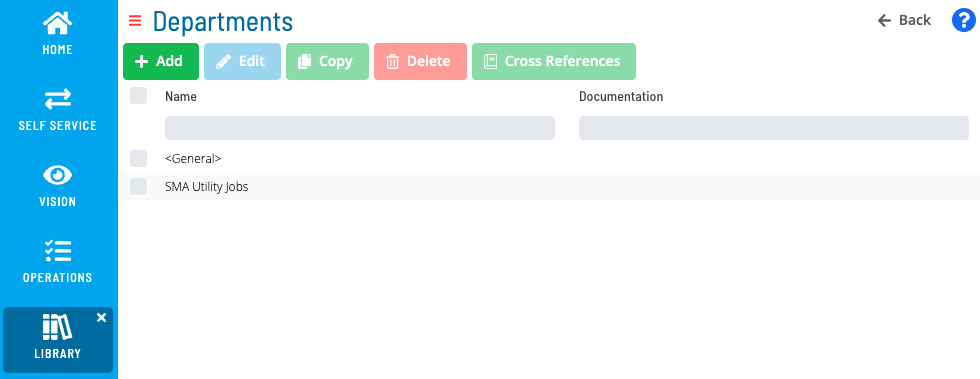 Departments
Back
?
Add
Edit
Copy
Delete
Cross References
Name
Documentation
<General>
SMA Utility Jobs
HOME
SELF SERVICE
VISION
OPERATIONS
LIBRARY